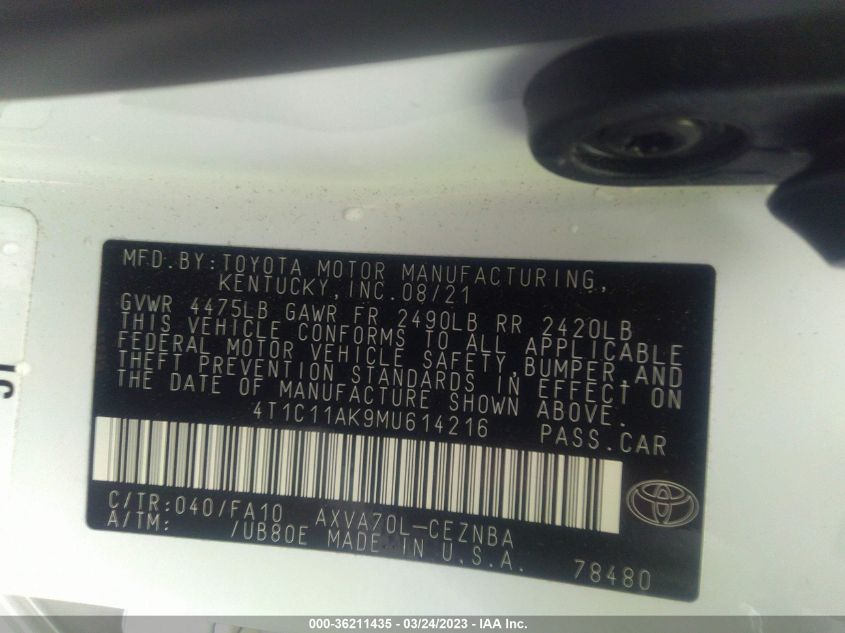 MFD.BY:TOYOTA MOTOR MANUFACTURING,
KENTUCKY,INC.08/21
GVWR 4475LB GAWR FR 2490LB RR 2420LB
THIS VEHICLE CONFORMS TO ALL APPLICABLE
FEDERAL MOTOR VEHICLE SAFETY,BUMPER,AND
THEFT PREVENTION STANDARDS IN EFFECT ON
THE DATE OF MANUFACTURE SHOWN ABOVE.
4T1C11AK9MU614216 PASS.CAR
C/TR:040/FA10 AXVA70L-CEZNBA
A/TM: /UB80E MADE IN U.S.A. 78480
000-36211435 — 03/24/2023 — IAA Inc.